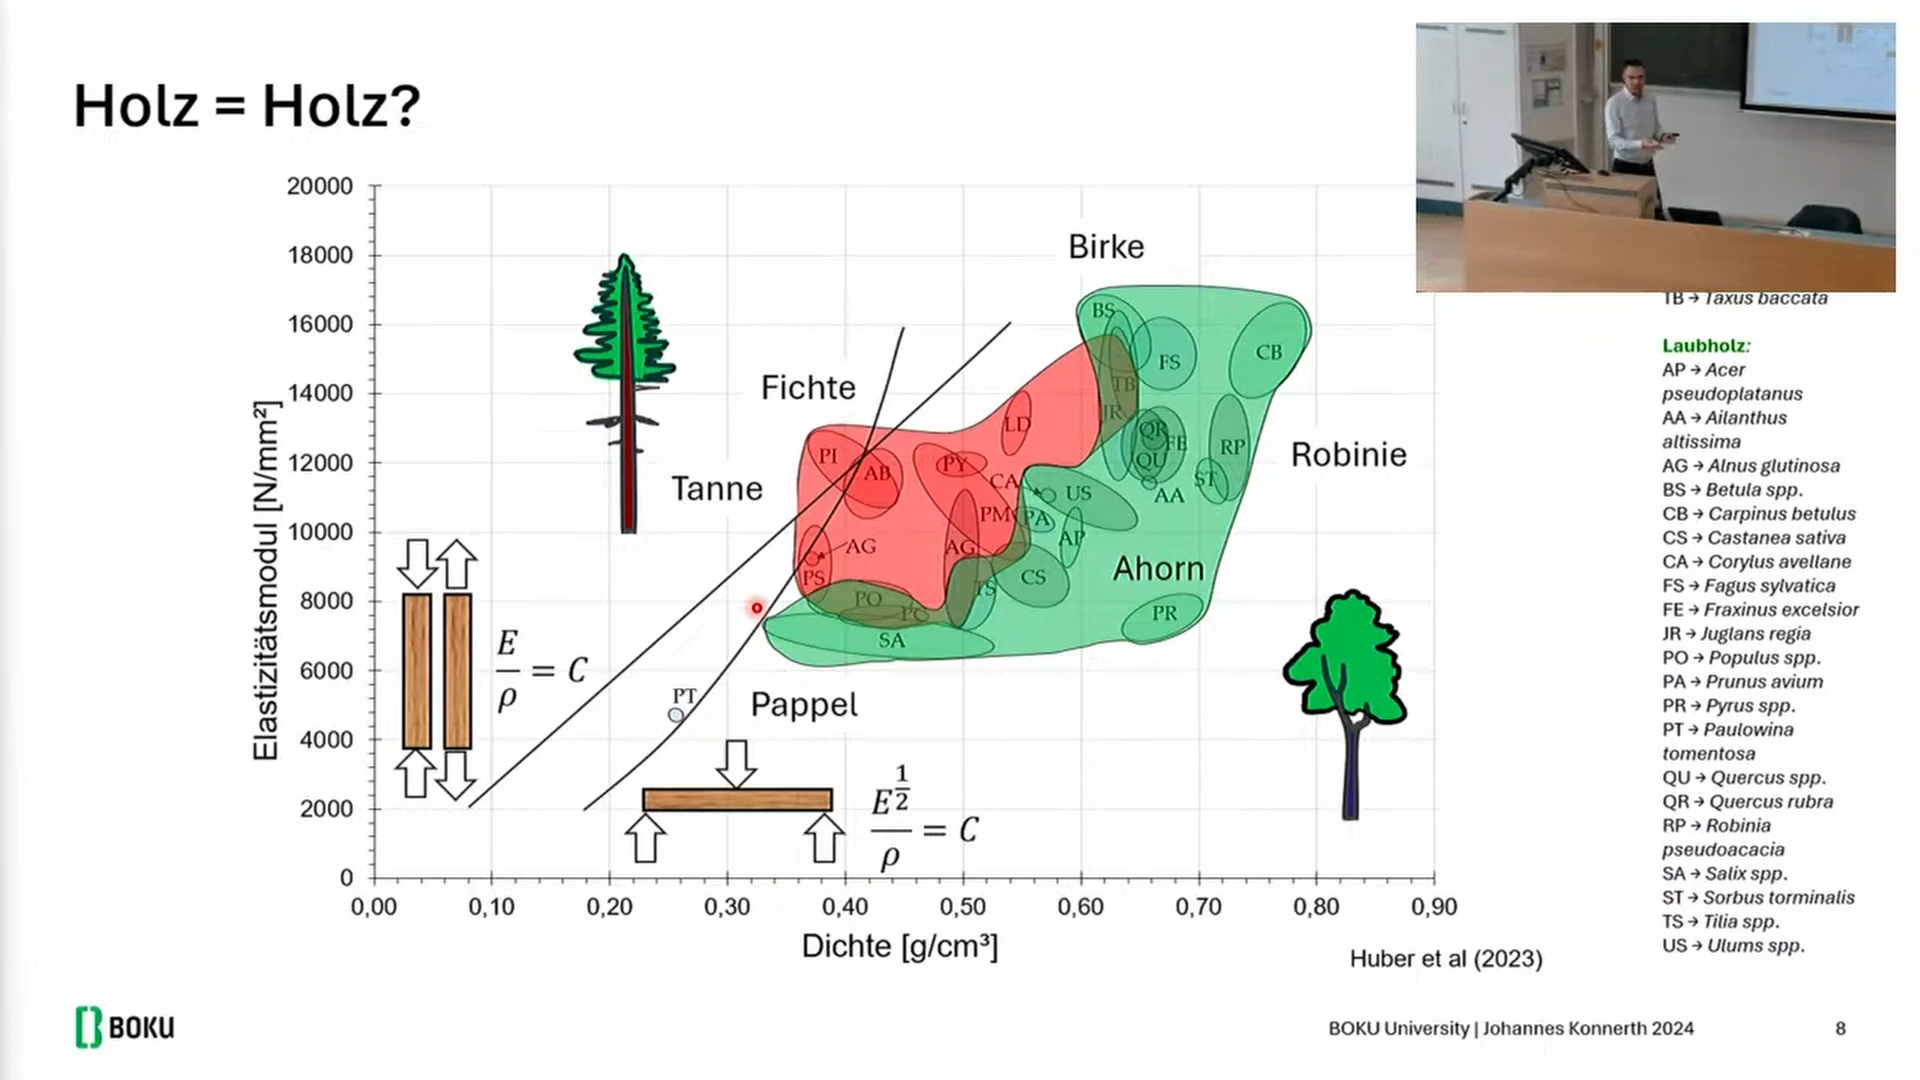 Holz = Holz?
20000
18000
16000
14000
12000
10000
8000
6000
4000
2000
0
Elastizitätsmodul [N/mm²]
0,00
0,10
0,20
0,30
0,40
0,50
0,60
0,70
0,80
0,90
Dichte [g/cm³]
Birke
Fichte
Tanne
Robinie
Ahorn
Pappel
BS
FS
CB
TB
JR
LD
QR
FE
QU
RP
ST
AA
PI
AB
PY
CA
US
PM
PA
AP
AG
AG
PS
CS
TS
PO
PC
SA
PR
PT
E
ρ = C
E 1/2
ρ = C
TB → Taxus baccata
Laubholz:
AP → Acer
pseudoplatanus
AA → Ailanthus
altissima
AG → Alnus glutinosa
BS → Betula spp.
CB → Carpinus betulus
CS → Castanea sativa
CA → Corylus avellane
FS → Fagus sylvatica
FE → Fraxinus excelsior
JR → Juglans regia
PO → Populus spp.
PA → Prunus avium
PR → Pyrus spp.
PT → Paulowina
tomentosa
QU → Quercus spp.
QR → Quercus rubra
RP → Robinia
pseudoacacia
SA → Salix spp.
ST → Sorbus torminalis
TS → Tilia spp.
US → Ulums spp.
Huber et al (2023)
BOKU
BOKU University | Johannes Konnerth 2024
8